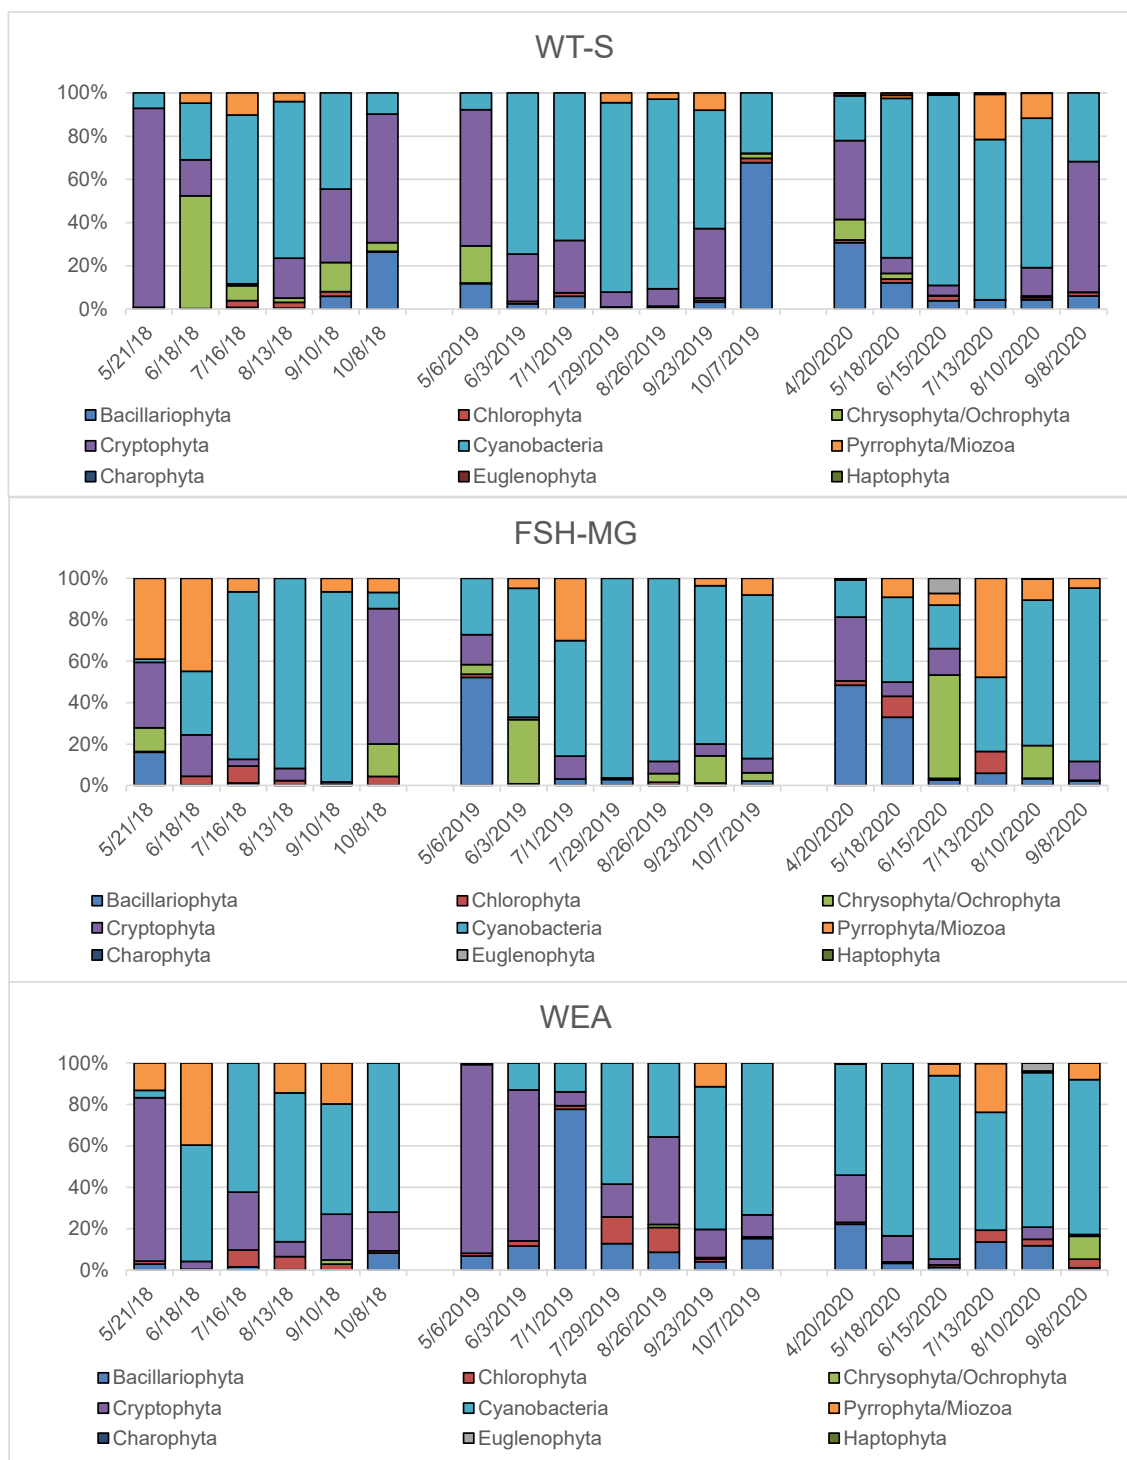 WT-S
100%
80%
60%
40%
20%
0%
5/21/18 6/18/18 7/16/18 8/13/18 9/10/18 10/8/18 5/6/2019 6/3/2019 7/1/2019 7/29/2019 8/26/2019 9/23/2019 10/7/2019 4/20/2020 5/18/2020 6/15/2020 7/13/2020 8/10/2020 9/8/2020
Bacillariophyta Chlorophyta Chrysophyta/Ochrophyta
Cryptophyta Cyanobacteria Pyrrophyta/Miozoa
Charophyta Euglenophyta Haptophyta
FSH-MG
100%
80%
60%
40%
20%
0%
5/21/18 6/18/18 7/16/18 8/13/18 9/10/18 10/8/18 5/6/2019 6/3/2019 7/1/2019 7/29/2019 8/26/2019 9/23/2019 10/7/2019 4/20/2020 5/18/2020 6/15/2020 7/13/2020 8/10/2020 9/8/2020
Bacillariophyta Chlorophyta Chrysophyta/Ochrophyta
Cryptophyta Cyanobacteria Pyrrophyta/Miozoa
Charophyta Euglenophyta Haptophyta
WEA
100%
80%
60%
40%
20%
0%
5/21/18 6/18/18 7/16/18 8/13/18 9/10/18 10/8/18 5/6/2019 6/3/2019 7/1/2019 7/29/2019 8/26/2019 9/23/2019 10/7/2019 4/20/2020 5/18/2020 6/15/2020 7/13/2020 8/10/2020 9/8/2020
Bacillariophyta Chlorophyta Chrysophyta/Ochrophyta
Cryptophyta Cyanobacteria Pyrrophyta/Miozoa
Charophyta Euglenophyta Haptophyta